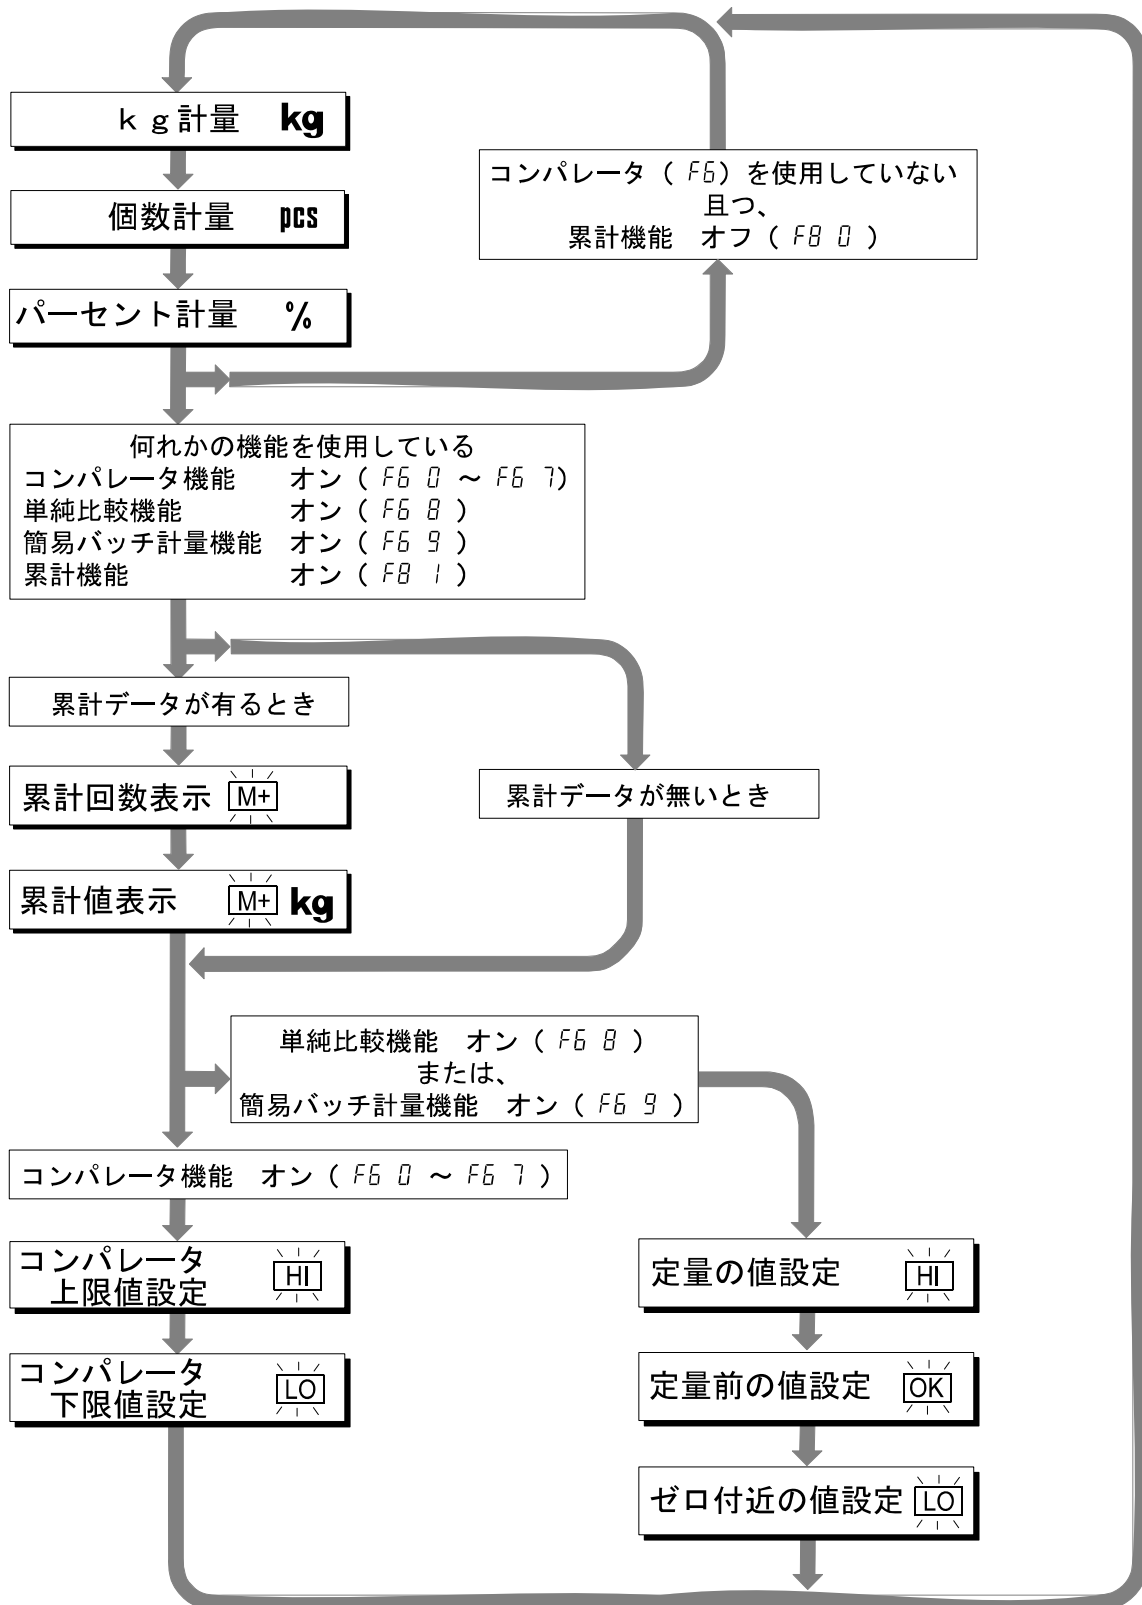 ｋｇ計量 kg
個数計量 pcs
パーセント計量 %
コンパレータ（ F6）を使用していない
且つ、
累計機能 オフ（ F8 0 ）
何れかの機能を使用している
コンパレータ機能 オン（ F6 0 ～ F6 7）
単純比較機能 オン（ F6 8 ）
簡易バッチ計量機能 オン（ F6 9 ）
累計機能 オン（ F8 1 ）
累計データが有るとき
累計回数表示 M+
累計データが無いとき
累計値表示 M+ kg
単純比較機能 オン（ F6 8 ）
または、
簡易バッチ計量機能 オン（ F6 9 ）
コンパレータ機能 オン（ F6 0 ～ F6 7 ）
コンパレータ
上限値設定 HI
コンパレータ
下限値設定 LO
定量の値設定 HI
定量前の値設定 OK
ゼロ付近の値設定 LO